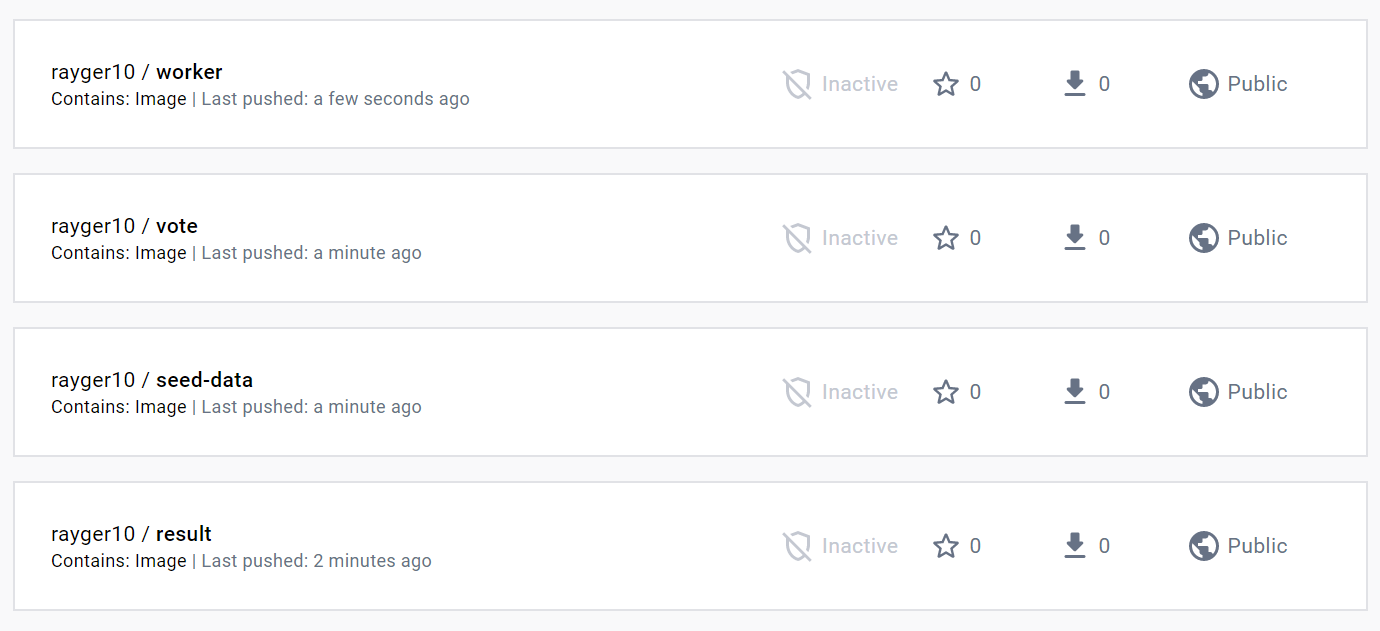 rayger10 / worker
Contains: Image | Last pushed: a few seconds ago
Inactive 0 0 Public
rayger10 / vote
Contains: Image | Last pushed: a minute ago
Inactive 0 0 Public
rayger10 / seed-data
Contains: Image | Last pushed: a minute ago
Inactive 0 0 Public
rayger10 / result
Contains: Image | Last pushed: 2 minutes ago
Inactive 0 0 Public